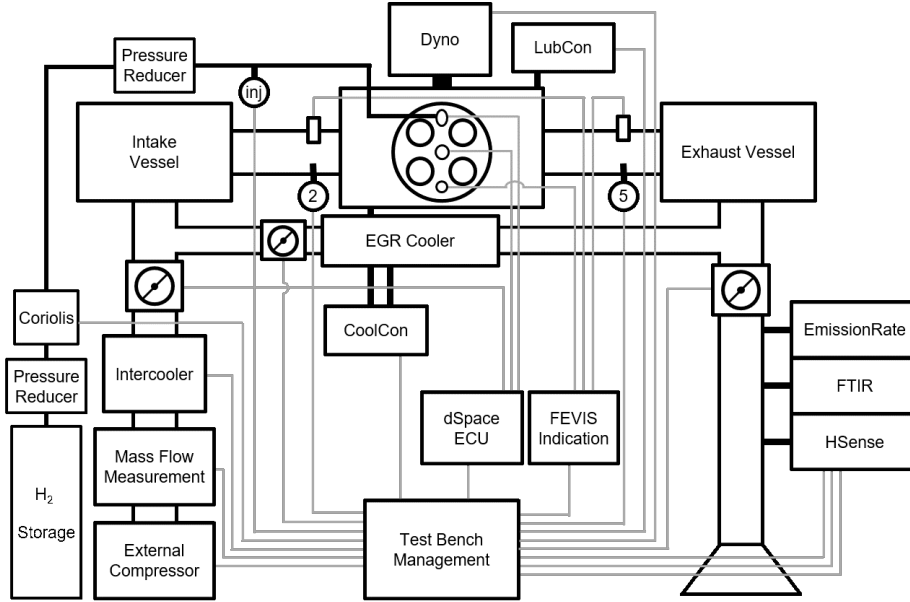 Dyno
LubCon
Pressure
Reducer
inj
Intake
Vessel
Exhaust Vessel
2
5
EGR Cooler
Coriolis
CoolCon
EmissionRate
Pressure
Reducer
Intercooler
FTIR
dSpace
ECU
FEVIS
Indication
HSense
Mass Flow
Measurement
H₂
Storage
External
Compressor
Test Bench
Management